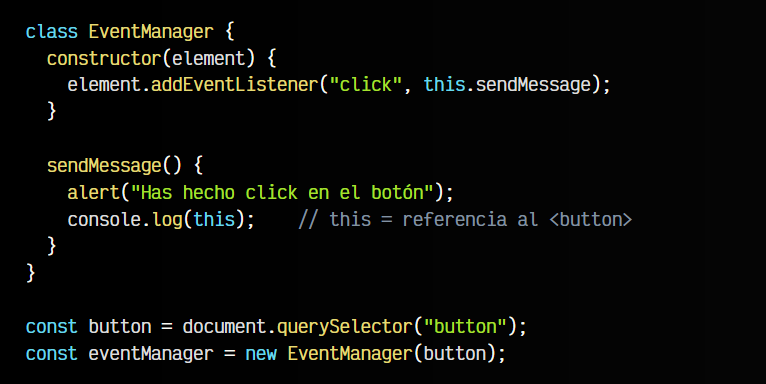 class EventManager {
constructor(element) {
element.addEventListener("click", this.sendMessage);
}
sendMessage() {
alert("Has hecho click en el botón");
console.log(this); // this = referencia al <button>
}
}
const button = document.querySelector("button");
const eventManager = new EventManager(button);